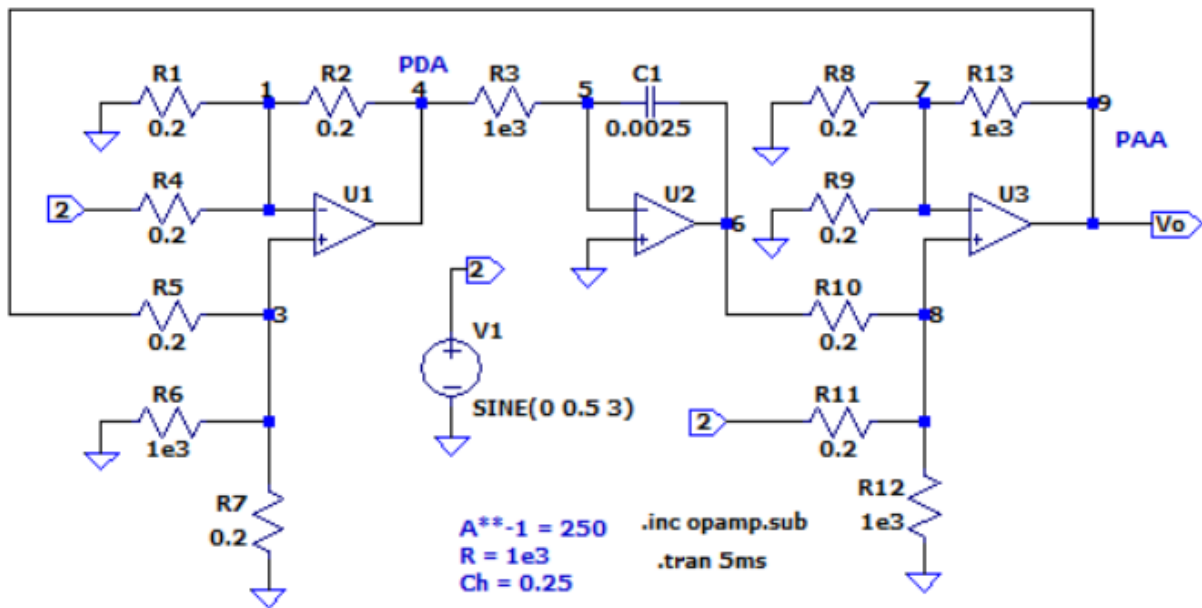 R1
1
R2
PDA
4
R3
5
C1
R8
7
R13
9
0.2
0.2
1e3
0.0025
0.2
1e3
PAA
R4
U1
U2
R9
U3
2
0.2
6
0.2
Vo
R5
3
2
R10
8
0.2
V1
0.2
R6
SINE(0 0.5 3)
R11
1e3
2
0.2
R7
R12
0.2
1e3
A**-1 = 250
.inc opamp.sub
R = 1e3
.tran 5ms
Ch = 0.25